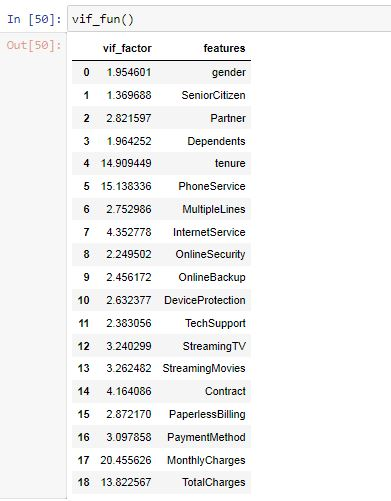 In [50]: vif_fun()
Out[50]:
vif_factor features
0 1.954601 gender
1 1.369688 SeniorCitizen
2 2.821597 Partner
3 1.964252 Dependents
4 14.909449 tenure
5 15.138336 PhoneService
6 2.752986 MultipleLines
7 4.352778 InternetService
8 2.249502 OnlineSecurity
9 2.456172 OnlineBackup
10 2.632377 DeviceProtection
11 2.383056 TechSupport
12 3.240299 StreamingTV
13 3.262482 StreamingMovies
14 4.164086 Contract
15 2.872170 PaperlessBilling
16 3.097858 PaymentMethod
17 20.455626 MonthlyCharges
18 13.822567 TotalCharges